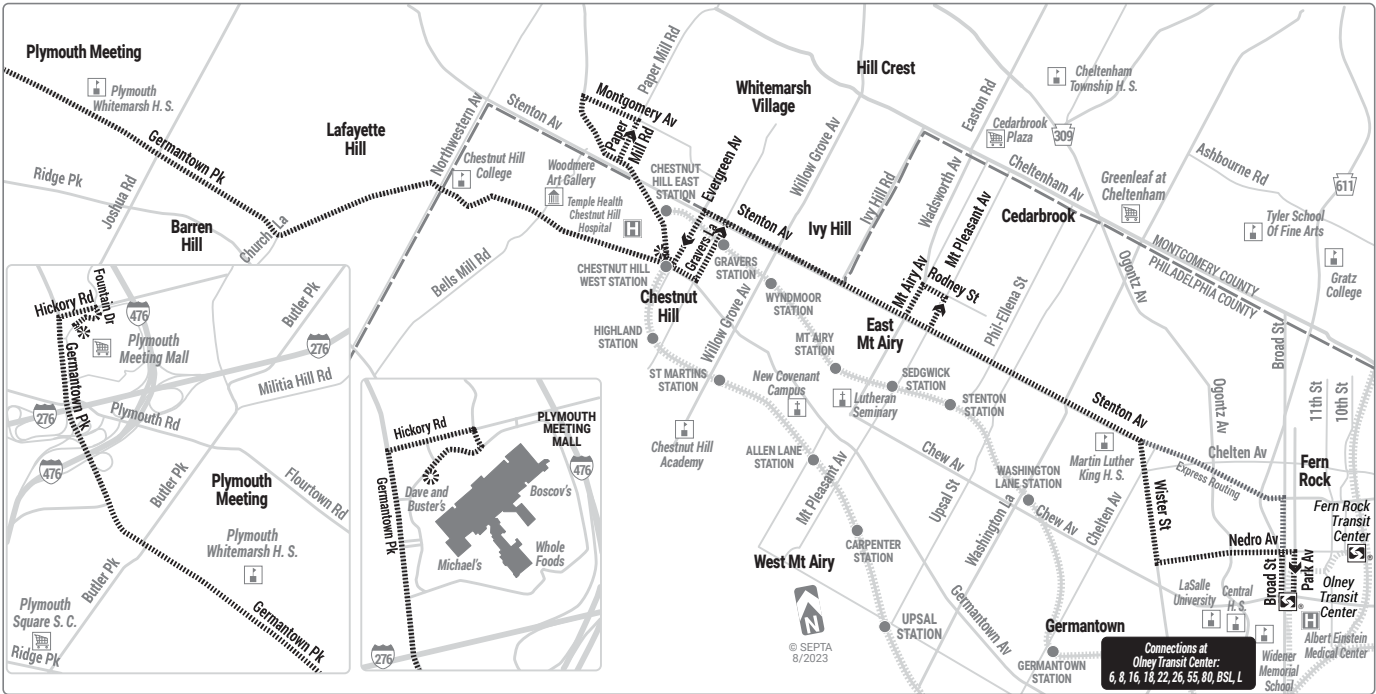 Plymouth Meeting
Plymouth
Whitemarsh H. S.
Germantown Pk
Ridge Pk
Joshua Rd
Barren
Hill
Church La
Lafayette
Hill
Northwestern Av
Stenton Av
Chestnut Hill
College
Bells Mill Rd
Woodmere
Art Gallery
Temple Health
Chestnut Hill
Hospital
Montgomery Av
Paper Mill Rd
Paper
Mill Rd
CHESTNUT
HILL EAST
STATION
Evergreen Av
Gravers La
GRAVERS
STATION
CHESTNUT HILL
WEST STATION
Chestnut
Hill
Whitemarsh
Village
Hill Crest
Willow Grove Av
Stenton Av
Ivy Hill
Ivy Hill Rd
WYNDMOOR
STATION
Willow Grove Av
HIGHLAND
STATION
ST MARTINS
STATION
MT AIRY
STATION
New Covenant
Campus
Lutheran
Seminary
Chestnut Hill
Academy
ALLEN LANE
STATION
Mt Pleasant Av
CARPENTER
STATION
West Mt Airy
UPSAL
STATION
N
© SEPTA
8/2023
Easton Rd
Cedarbrook
Plaza
309
Cheltenham
Township H. S.
Cheltenham Av
Wadsworth Av
Mt Pleasant Av
Cedarbrook
Mt Airy Av
Rodney St
East
Mt Airy
Phil-Ellena St
SEDGWICK
STATION
STENTON
STATION
Greenleaf at
Cheltenham
Ashbourne Rd
611
Tyler School
Of Fine Arts
Gratz
College
MONTGOMERY COUNTY
PHILADELPHIA COUNTY
Ogontz Av
Broad St
11th St
10th St
Ogontz Av
Stenton Av
Chelten Av
Express Routing
Martin Luther
King H. S.
Chew Av
Upsal St
WASHINGTON
LANE STATION
Washington La
Chew Av
Chelten Av
Wister St
Nedro Av
Fern
Rock
Fern Rock
Transit
Center
®
Broad St
Park Av
®
Olney
Transit
Center
LaSalle
University
Central
H. S.
Albert Einstein
Medical Center
Widener
Memorial
School
Germantown Av
Germantown
GERMANTOWN
STATION
Connections at
Olney Transit Center:
6, 8, 16, 18, 22, 26, 55, 80, BSL, L
Hickory Rd
Fountain Dr
476
Plymouth
Meeting Mall
Butler Pk
276
Germantown Pk
Militia Hill Rd
276
Plymouth Rd
476
Butler Pk
Plymouth
Meeting
Flourtown Rd
Plymouth
Whitemarsh H. S.
Butler Pk
Plymouth
Square S. C.
Ridge Pk
Germantown Pk
Hickory Rd
PLYMOUTH
MEETING
MALL
476
Germantown Pk
Dave and
Buster's
Boscov's
Michael's
Whole
Foods
276